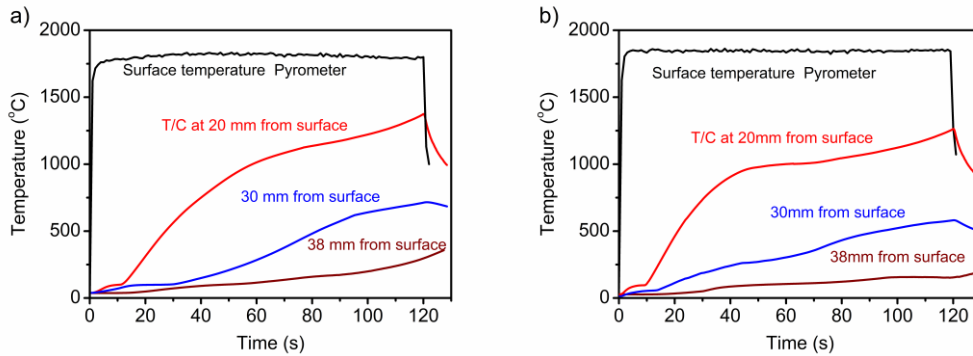 a)
2000
1500
1000
500
0
Temperature (°C)
Surface temperature Pyrometer
T/C at 20 mm from surface
30 mm from surface
38 mm from surface
0 20 40 60 80 100 120
Time (s)
b)
2000
1500
1000
500
0
Temperature (°C)
Surface temperature Pyrometer
T/C at 20mm from surface
30mm from surface
38mm from surface
0 20 40 60 80 100 120
Time (s)